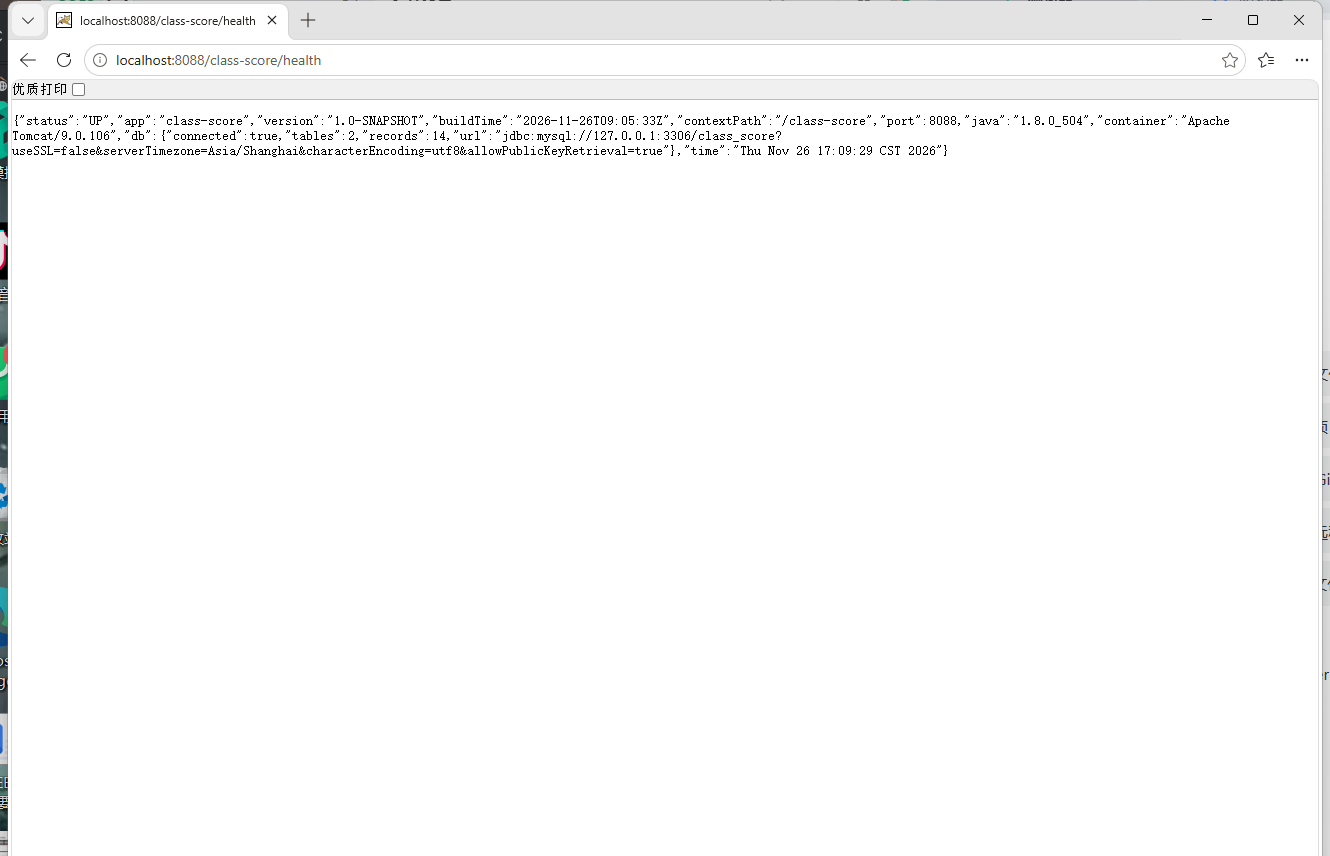 localhost:8088/class-score/health
localhost:8088/class-score/health
优质打印
{"status":"UP","app":"class-score","version":"1.0-SNAPSHOT","buildTime":"2026-11-26T09:05:33Z","contextPath":"/class-score","port":8088,"java":"1.8.0_504","container":"Apache
Tomcat/9.0.106","db":{"connected":true,"tables":2,"records":14,"url":"jdbc:mysql://127.0.0.1:3306/class_score?
useSSL=false&serverTimezone=Asia/Shanghai&characterEncoding=utf8&allowPublicKeyRetrieval=true"},"time":"Thu Nov 26 17:09:29 CST 2026"}